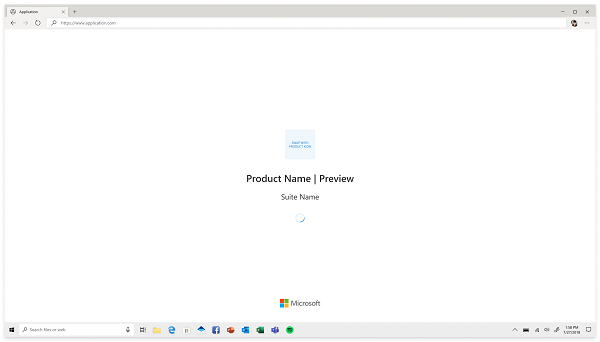 Application
https://www.application.com
SWAP WITH
PRODUCT ICON
Product Name | Preview
Suite Name
Microsoft
Search files or web
1:58 PM
7/27/2018